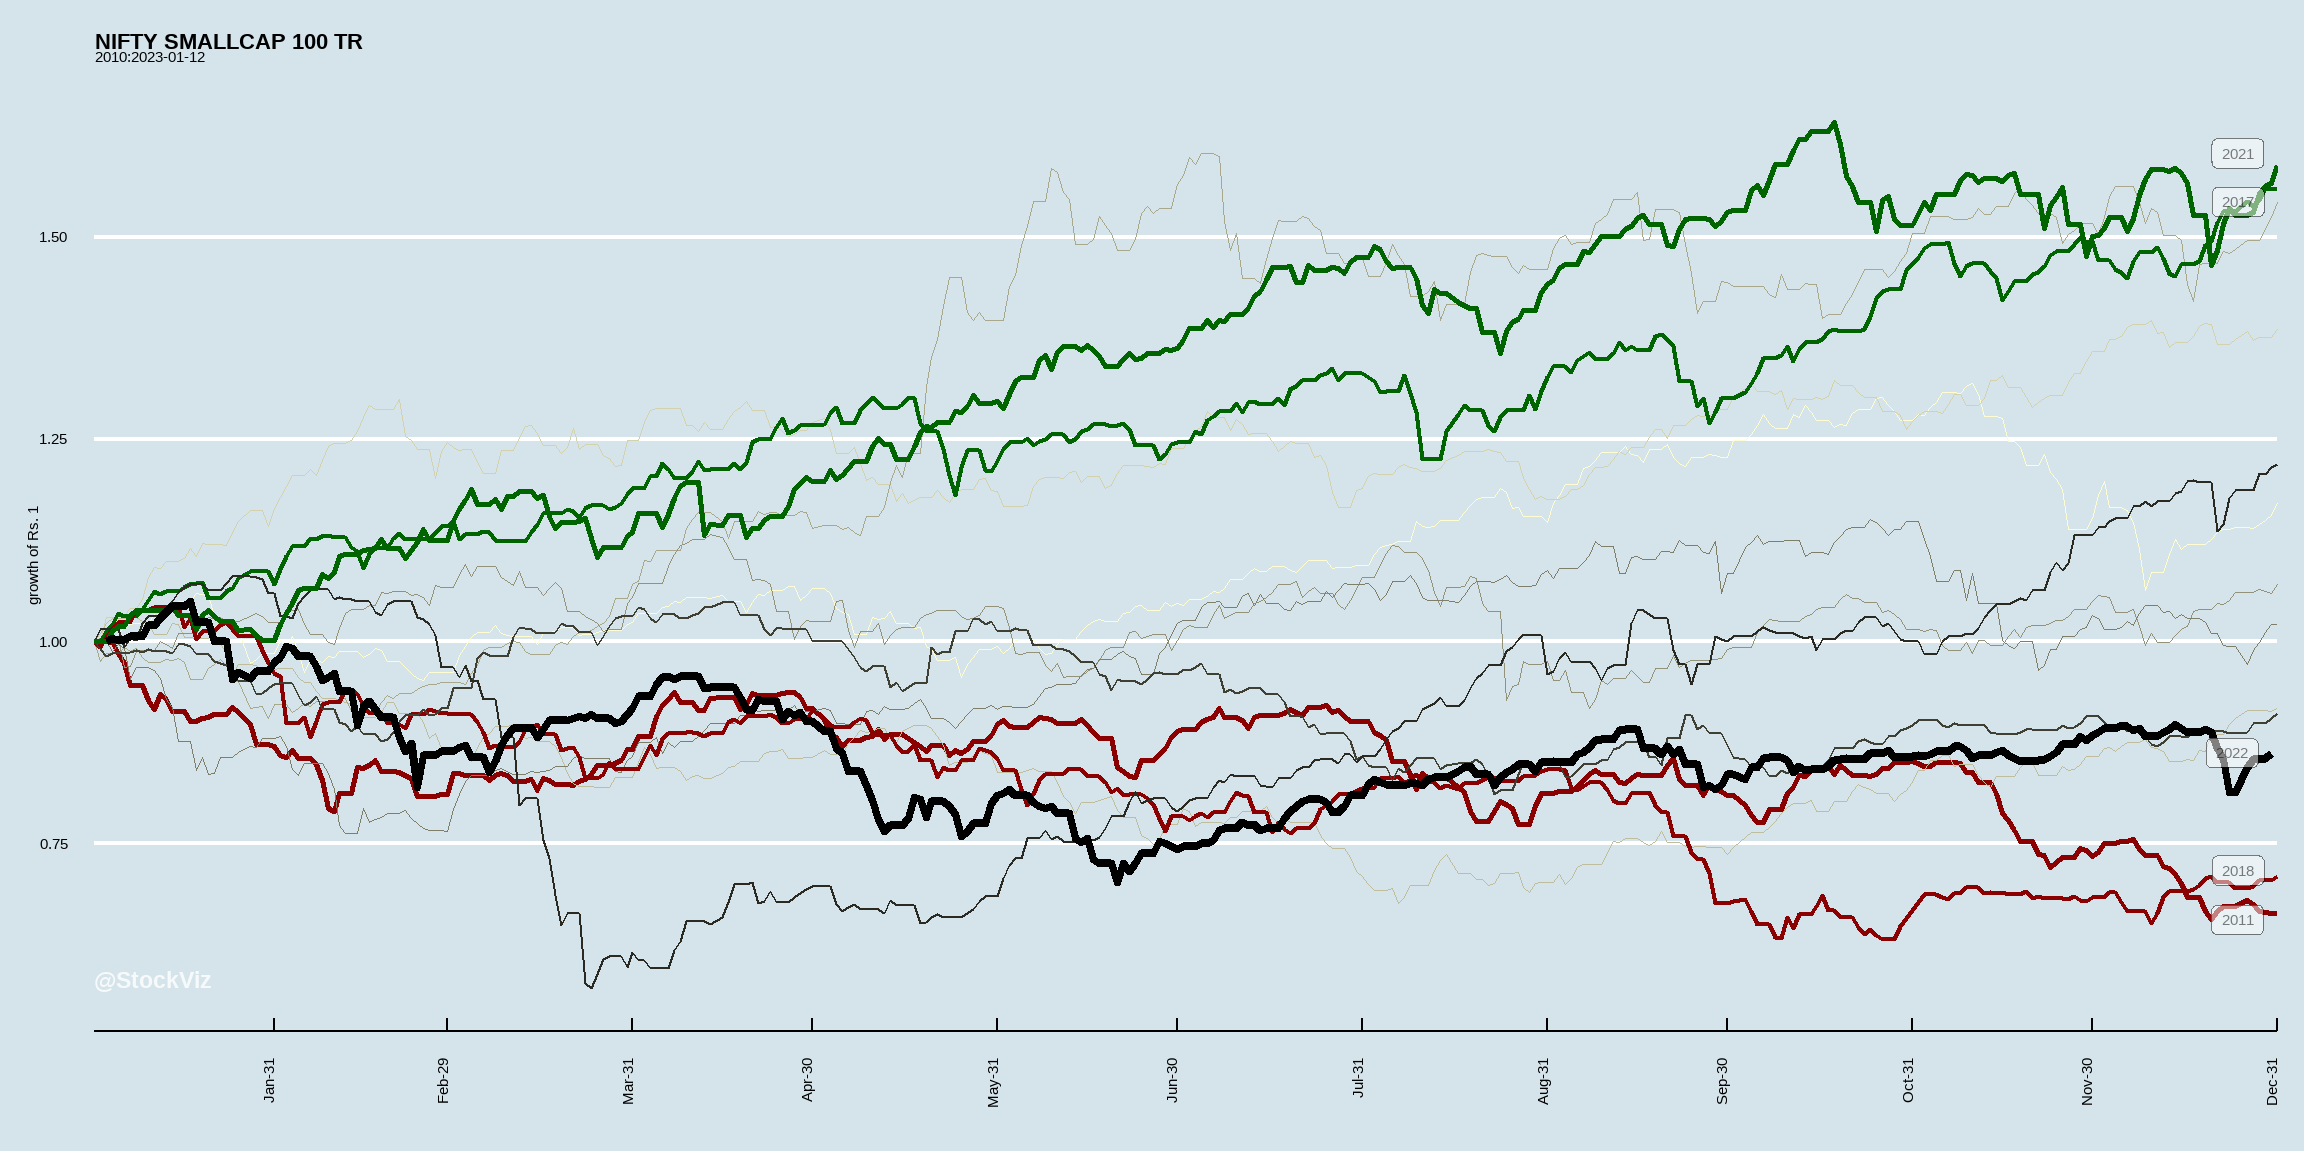 NIFTY SMALLCAP 100 TR
2010:2023-01-12
growth of Rs. 1
1.50
1.25
1.00
0.75
2021
2017
2022
2018
2011
@StockViz
Jan-31
Feb-29
Mar-31
Apr-30
May-31
Jun-30
Jul-31
Aug-31
Sep-30
Oct-31
Nov-30
Dec-31